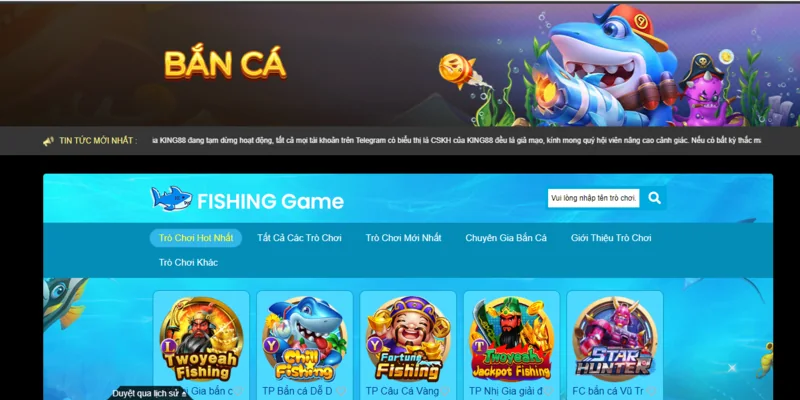 BẮN CÁ
TIN TỨC MỚI NHẤT :
KING88 đang tạm dừng hoạt động, tất cả mọi tài khoản trên Telegram có biểu thị là CSKH của KING88 đều là giả mạo, kính mong quý hội viên nâng cao cảnh giác. Nếu có bất kỳ thắc
FISHING Game
Vui lòng nhập tên trò chơi.
Trò Chơi Hot Nhất
Tất Cả Các Trò Chơi
Trò Chơi Mới Nhất
Chuyên Gia Bắn Cá
Giới Thiệu Trò Chơi
Trò Chơi Khác
L
Twoyeah
Fishing
Y
Chill
Fishing
Y
Fortune
Fishing
T
Twoyeah
Jackpot Fishing
STAR
HUNTER
Gia bắn c
TP Bắn cá Dễ D
TP Câu Cá Vàng
TP Nhị Gia giải đ
FC bắn cá Vũ Tr
Duyệt qua lịch sử